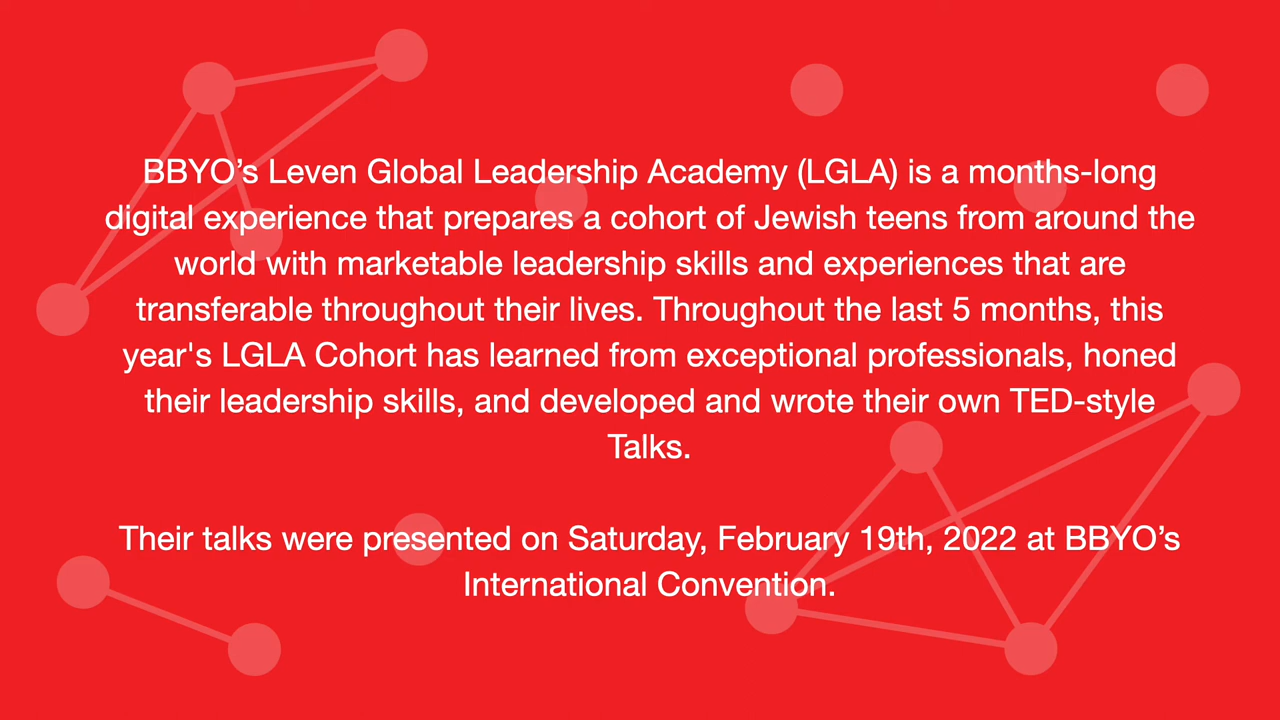 BBYO’s Leven Global Leadership Academy (LGLA) is a months-long
digital experience that prepares a cohort of Jewish teens from around the
world with marketable leadership skills and experiences that are
transferable throughout their lives. Throughout the last 5 months, this
year's LGLA Cohort has learned from exceptional professionals, honed
their leadership skills, and developed and wrote their own TED-style
Talks.
Their talks were presented on Saturday, February 19th, 2022 at BBYO’s
International Convention.